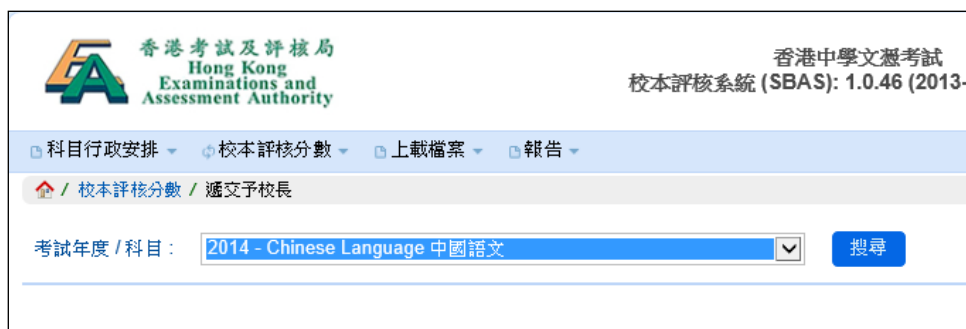 香港考試及評核局
Hong Kong
Examinations and
Assessment Authority
香港中學文憑考試
校本評核系統 (SBAS): 1.0.46 (2013-
科目行政安排 校本評核分數 上載檔案 報告
/ 校本評核分數 / 遞交予校長
考試年度 / 科目 : 2014 - Chinese Language 中國語文 搜尋